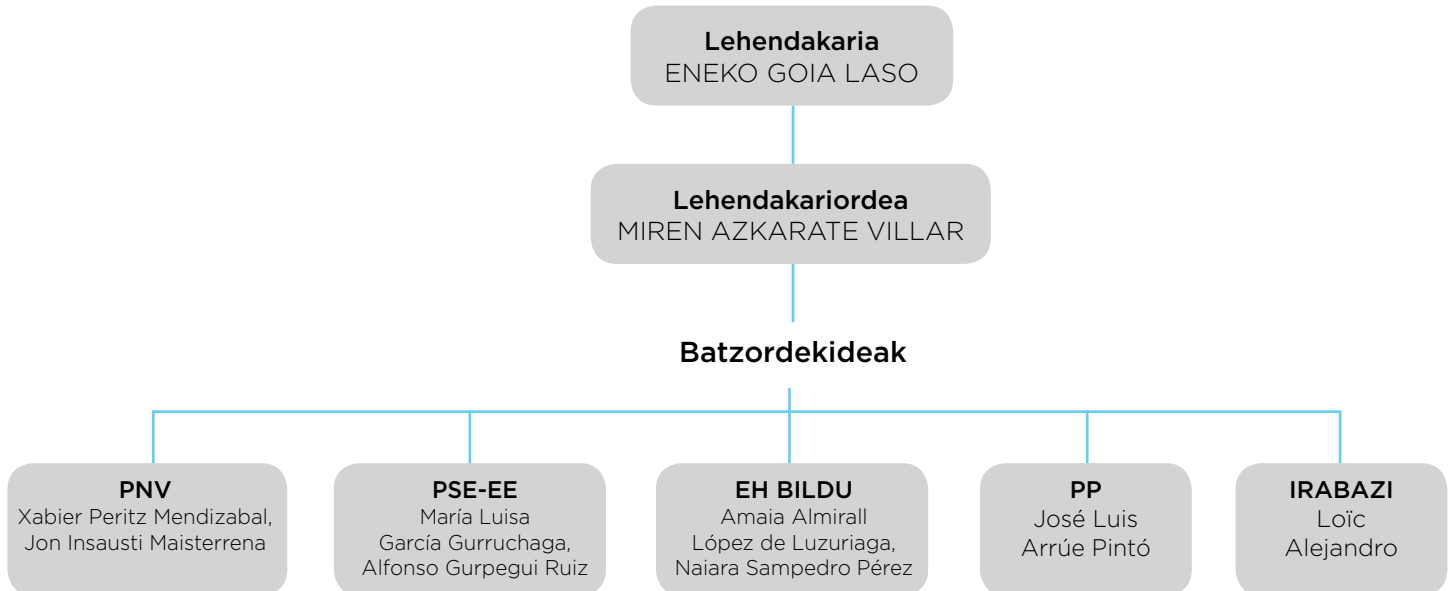 Lehendakaria
ENEKO GOIA LASO
Lehendakariordea
MIREN AZKARATE VILLAR
Batzordekideak
PNV
Xabier Peritz Mendizabal,
Jon Insausti Maisterrena
PSE-EE
María Luisa
García Gurruchaga,
Alfonso Gurpegui Ruiz
EH BILDU
Amaia Almirall
López de Luzuriaga,
Naiara Sampedro Pérez
PP
José Luis
Arrúe Pintó
IRABAZI
Loïc
Alejandro